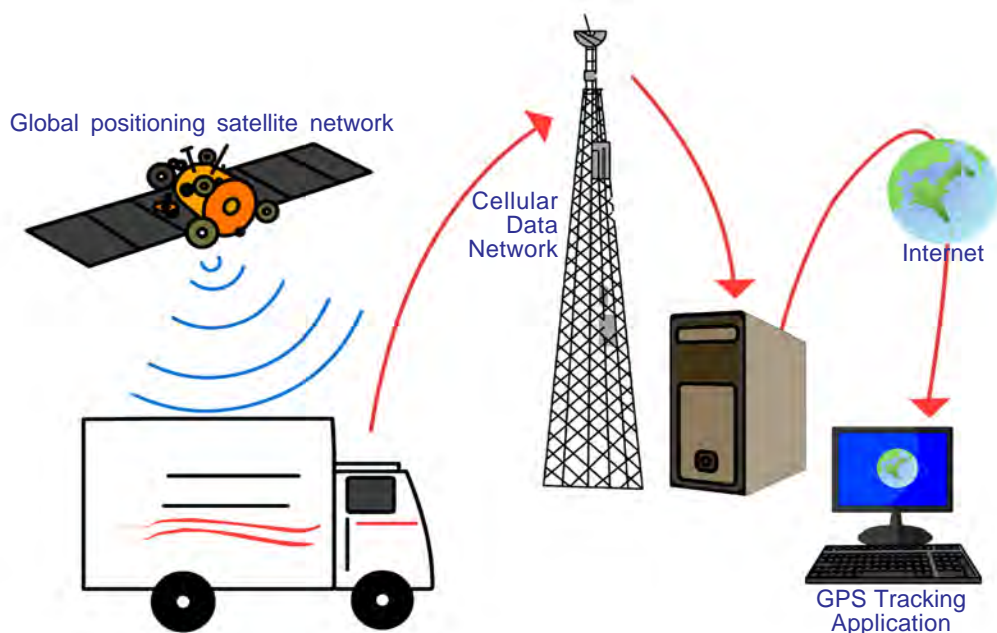 Global positioning satellite network
Cellular
Data
Network
Internet
GPS Tracking
Application